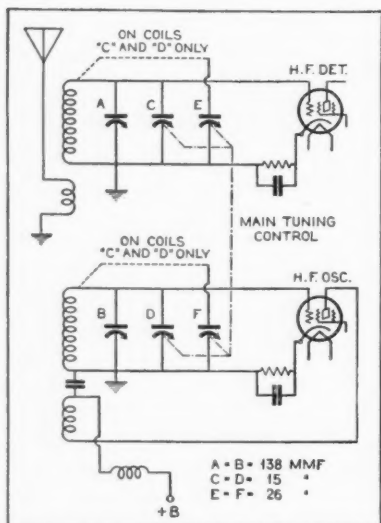 ON COILS
"C" AND "D" ONLY
H.F. DET.
A
C
E
MAIN TUNING
CONTROL
ON COILS
"C" AND "D" ONLY
H.F. OSC.
B
D
F
A = B = 138 MMF
C = D = 15 "
E = F = 26 "
+B